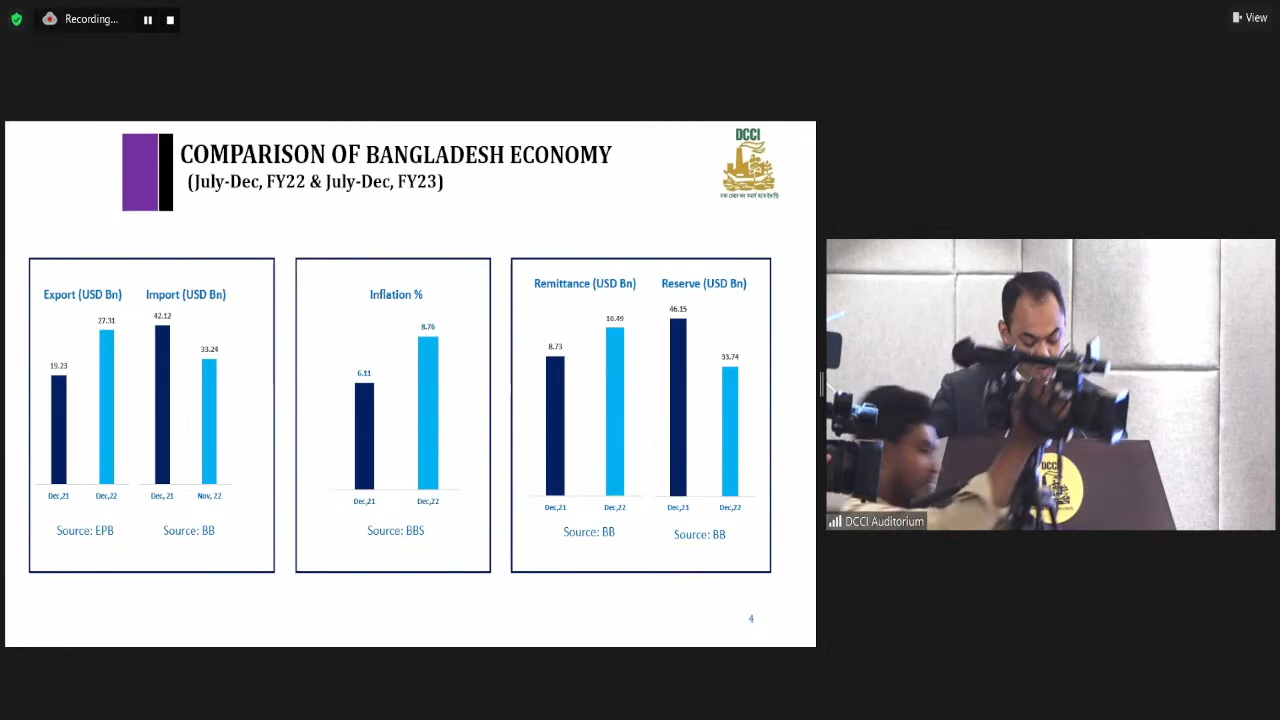 Recording...
View
COMPARISON OF BANGLADESH ECONOMY
(July-Dec, FY22 & July-Dec, FY23)
DCCI
Export (USD Bn)
19.23
27.31
Dec,21
Dec,22
Source: EPB
Import (USD Bn)
42.12
33.24
Dec, 21
Nov, 22
Source: BB
Inflation %
6.11
8.76
Dec,21
Dec,22
Source: BBS
Remittance (USD Bn)
8.73
10.49
Dec,21
Dec,22
Source: BB
Reserve (USD Bn)
46.15
33.74
Dec,21
Dec,22
Source: BB
4
DCCI
DCCI Auditorium